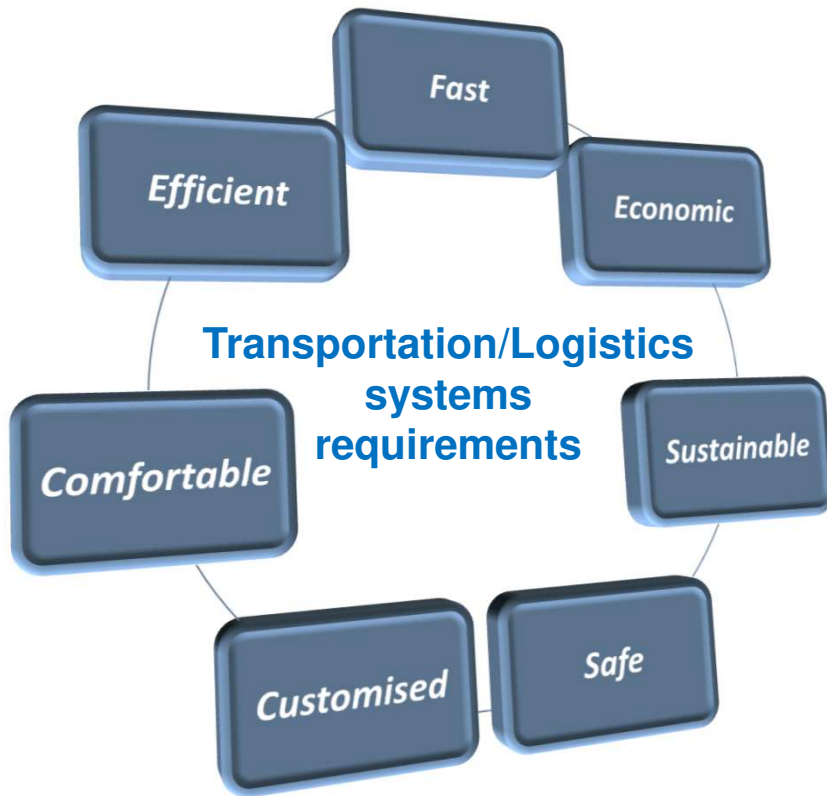 Fast
Efficient
Economic
Transportation/Logistics
systems
requirements
Comfortable
Sustainable
Customised
Safe